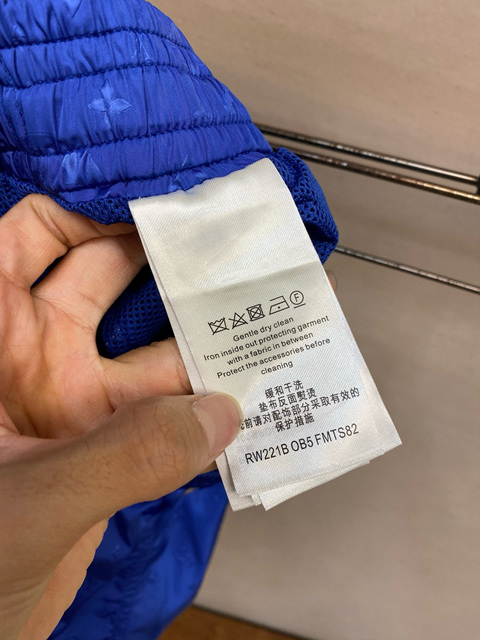 Gentle dry clean
Iron inside out protecting garment
with a fabric in between
Protect the accessories before
cleaning
缓和干洗
垫布反面熨烫
前请对配饰部分采取有效的
保护措施
RW221B OB5 FMTS82